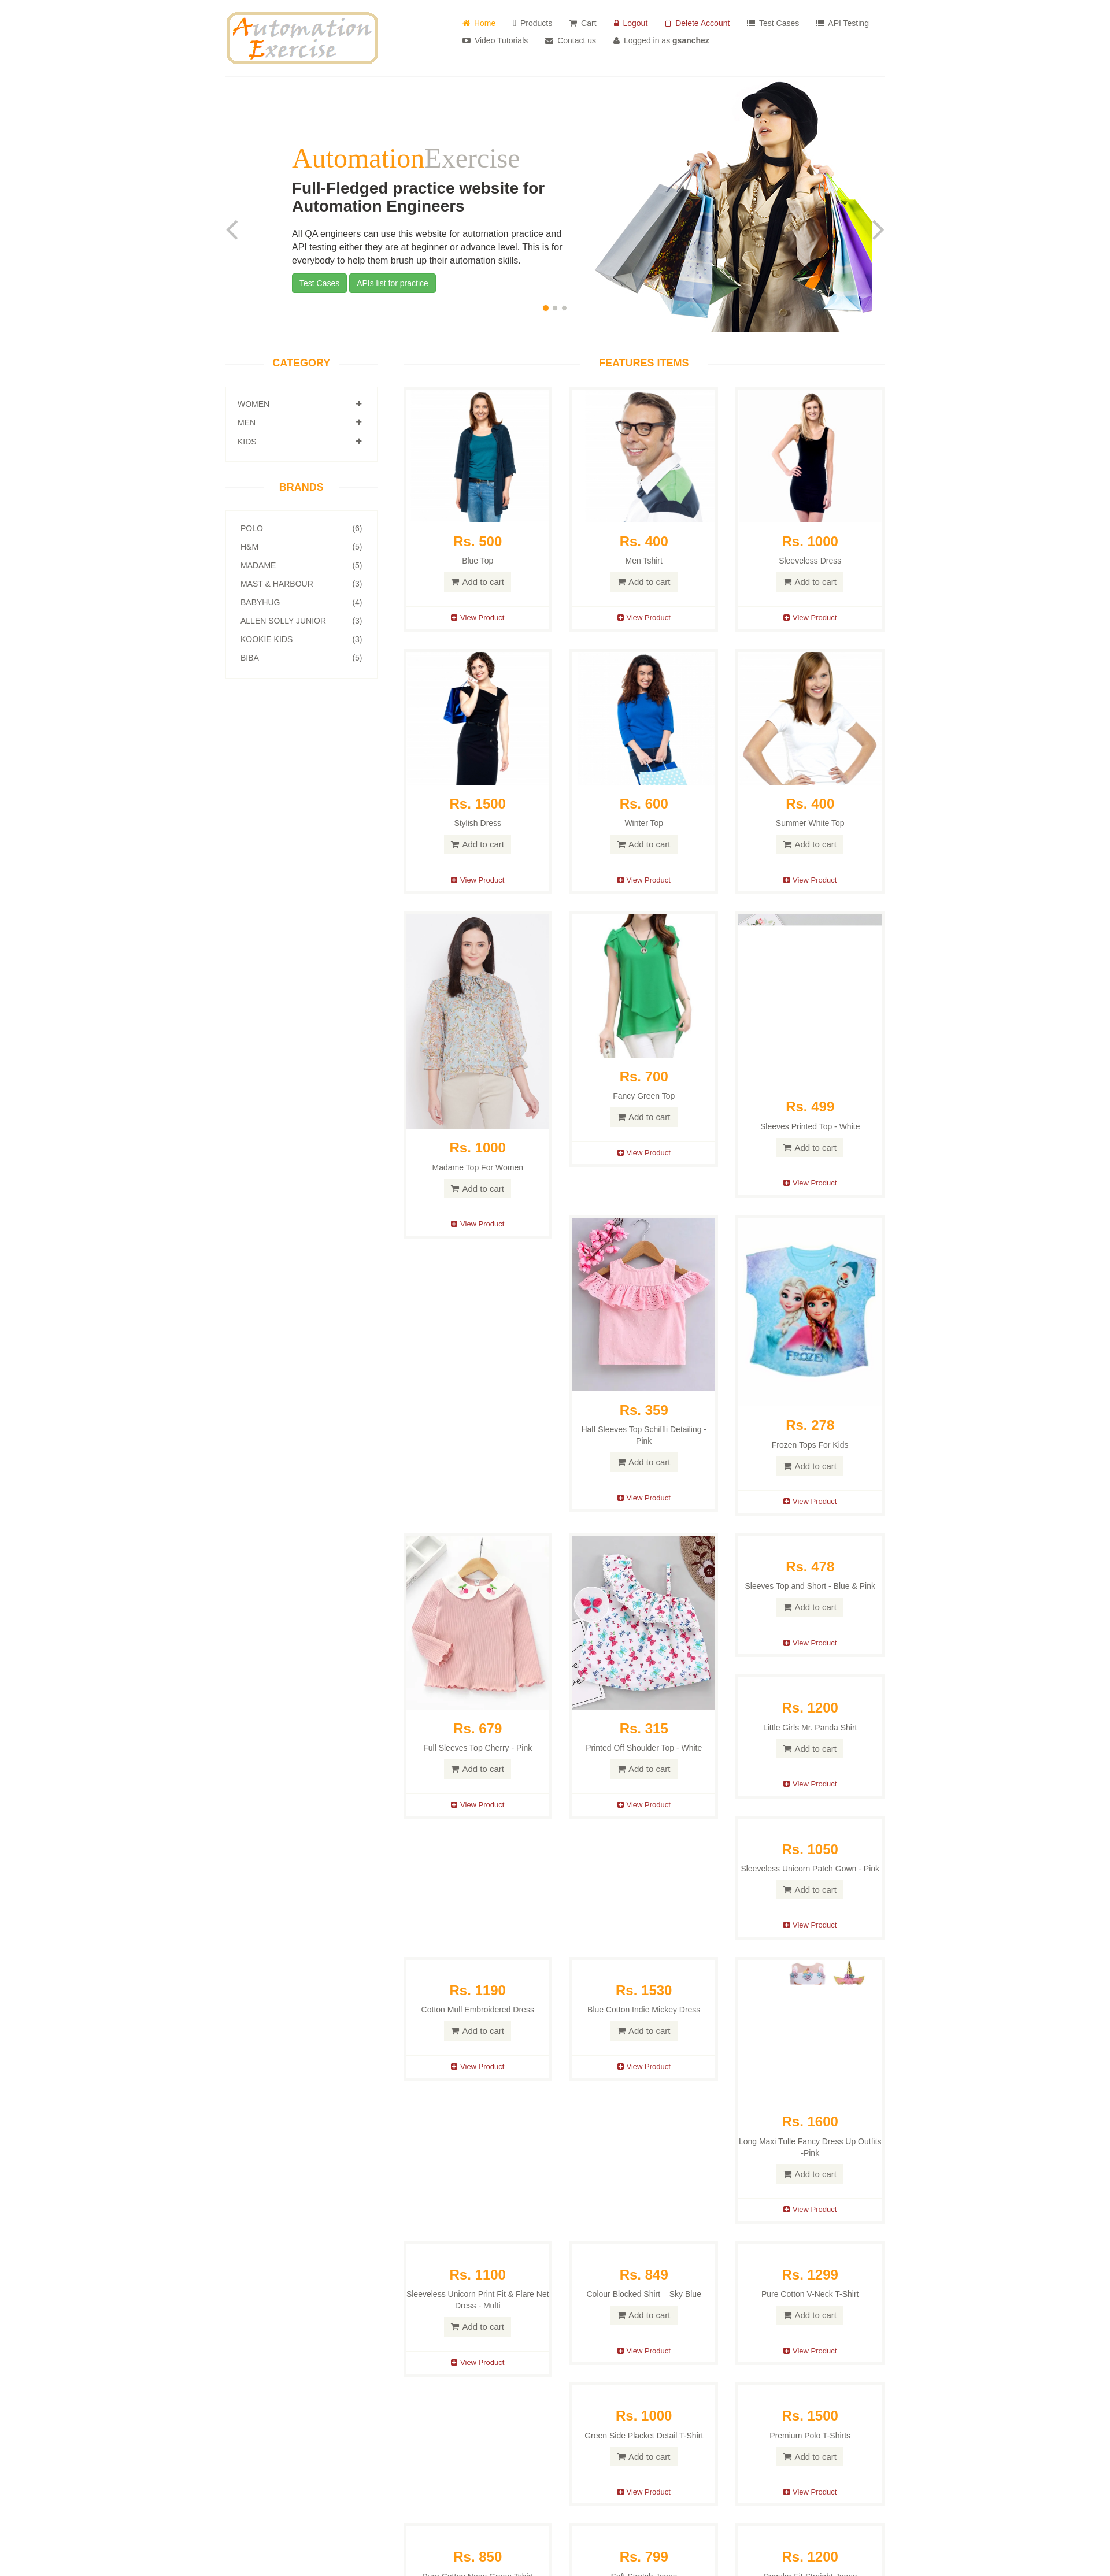 Automation
Exercise
Home
Products
Cart
Logout
Delete Account
Test Cases
API Testing
Video Tutorials
Contact us
Logged in as gsanchez
AutomationExercise
Full-Fledged practice website for
Automation Engineers
All QA engineers can use this website for automation practice and
API testing either they are at beginner or advance level. This is for
everybody to help them brush up their automation skills.
Test Cases
APIs list for practice
CATEGORY
WOMEN
MEN
KIDS
BRANDS
POLO (6)
H&M (5)
MADAME (5)
MAST & HARBOUR (3)
BABYHUG (4)
ALLEN SOLLY JUNIOR (3)
KOOKIE KIDS (3)
BIBA (5)
FEATURES ITEMS
Rs. 500
Blue Top
Add to cart
View Product
Rs. 400
Men Tshirt
Add to cart
View Product
Rs. 1000
Sleeveless Dress
Add to cart
View Product
Rs. 1500
Stylish Dress
Add to cart
View Product
Rs. 600
Winter Top
Add to cart
View Product
Rs. 400
Summer White Top
Add to cart
View Product
Rs. 1000
Madame Top For Women
Add to cart
View Product
Rs. 700
Fancy Green Top
Add to cart
View Product
Rs. 499
Sleeves Printed Top - White
Add to cart
View Product
Rs. 359
Half Sleeves Top Schiffli Detailing -
Pink
Add to cart
View Product
FROZEN
Rs. 278
Frozen Tops For Kids
Add to cart
View Product
Rs. 679
Full Sleeves Top Cherry - Pink
Add to cart
View Product
Rs. 315
Printed Off Shoulder Top - White
Add to cart
View Product
Rs. 478
Sleeves Top and Short - Blue & Pink
Add to cart
View Product
Rs. 1200
Little Girls Mr. Panda Shirt
Add to cart
View Product
Rs. 1050
Sleeveless Unicorn Patch Gown - Pink
Add to cart
View Product
Rs. 1190
Cotton Mull Embroidered Dress
Add to cart
View Product
Rs. 1530
Blue Cotton Indie Mickey Dress
Add to cart
View Product
Rs. 1600
Long Maxi Tulle Fancy Dress Up Outfits
-Pink
Add to cart
View Product
Rs. 1100
Sleeveless Unicorn Print Fit & Flare Net
Dress - Multi
Add to cart
View Product
Rs. 849
Colour Blocked Shirt – Sky Blue
Add to cart
View Product
Rs. 1299
Pure Cotton V-Neck T-Shirt
Add to cart
View Product
Rs. 1000
Green Side Placket Detail T-Shirt
Add to cart
View Product
Rs. 1500
Premium Polo T-Shirts
Add to cart
View Product
Rs. 850
Pure Cotton Neon Green Tshirt
Rs. 799
Soft Stretch Jeans
Rs. 1200
Regular Fit Straight Jeans